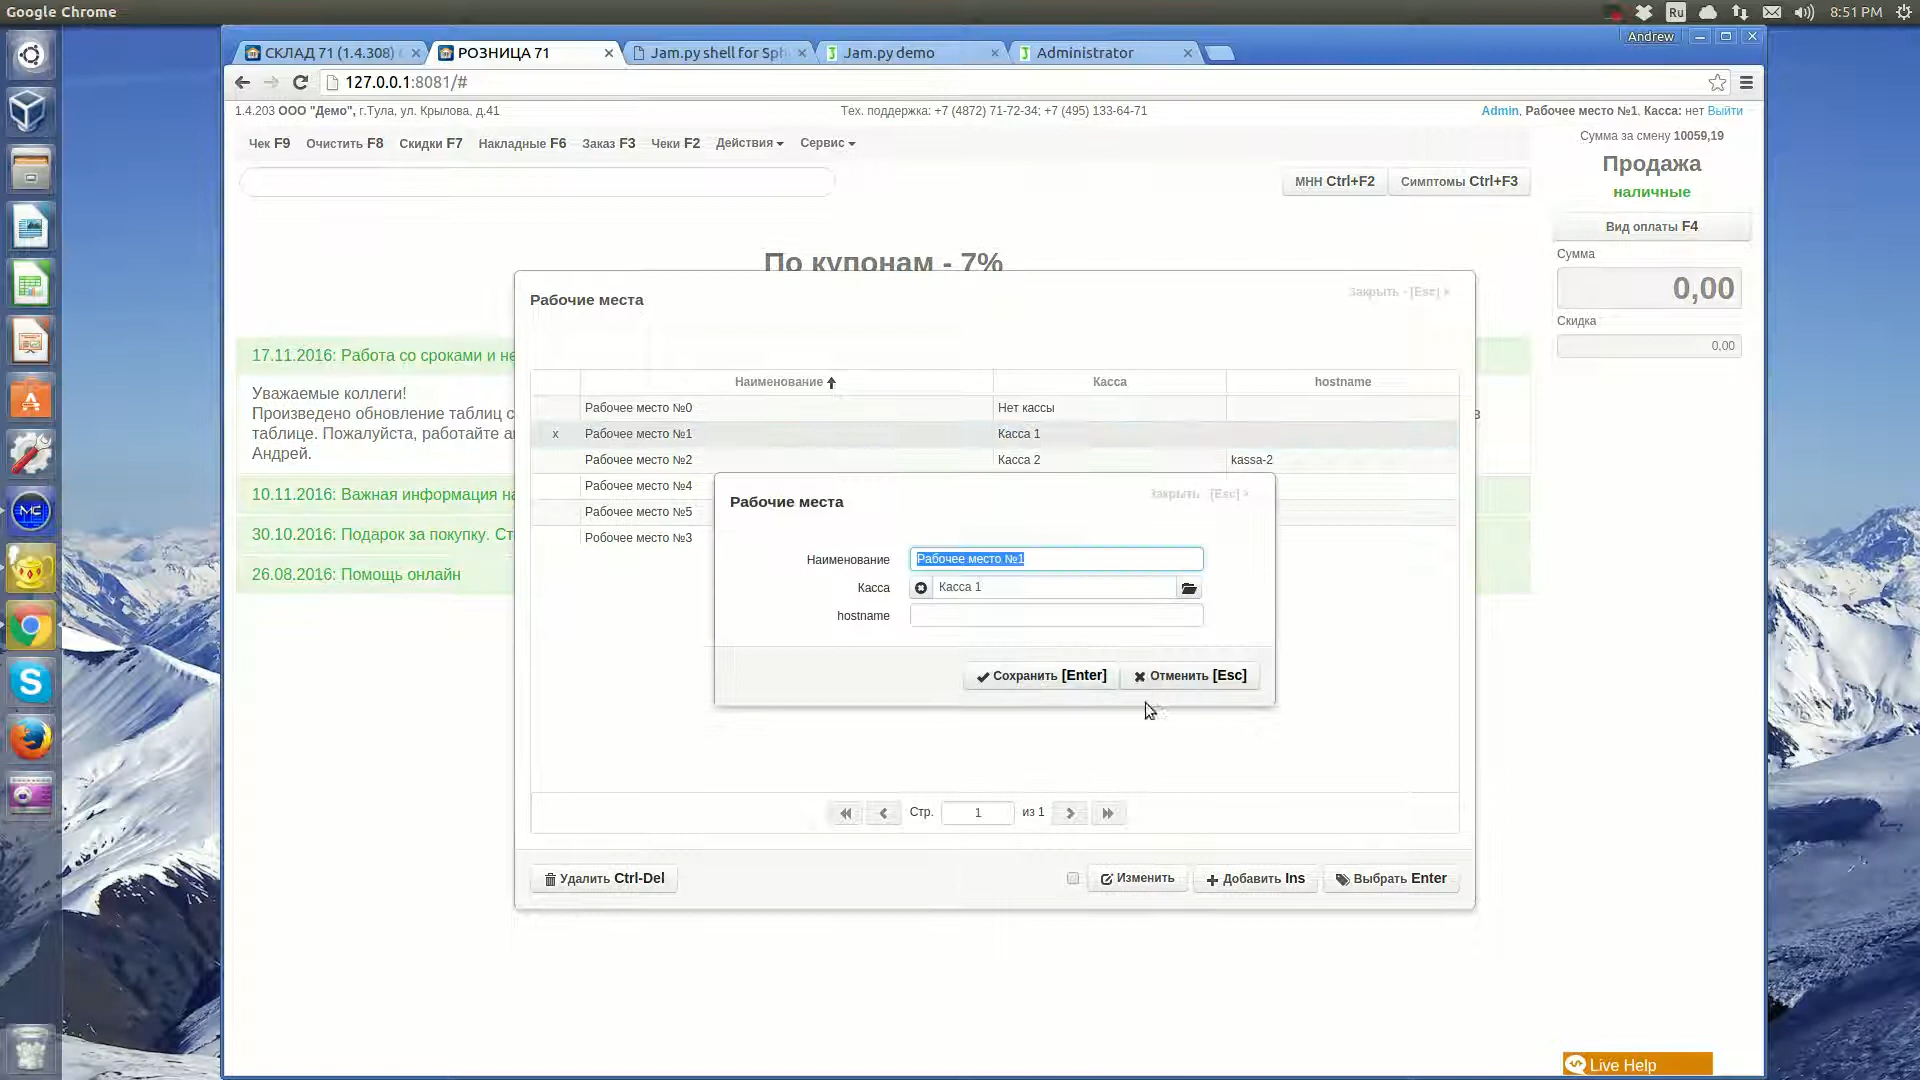 Google Chrome
Ru
8:51 PM
Andrew
СКЛАД 71 (1.4.308)
РОЗНИЦА 71
Jam.py shell for Sph
Jam.py demo
Administrator
127.0.0.1:8081/#
1.4.203 ООО "Демо", г.Тула, ул. Крылова, д.41
Тех. поддержка: +7 (4872) 71-72-34; +7 (495) 133-64-71
Admin, Рабочее место №1, Касса: нет Выйти
Чек F9 Очистить F8 Скидки F7 Накладные F6 Заказ F3 Чеки F2 Действия Сервис
Сумма за смену 10059,19
Продажа
наличные
МНН Ctrl+F2
Симптомы Ctrl+F3
Вид оплаты F4
Сумма
0,00
Скидка
0,00
По купонам - 7%
17.11.2016: Работа со сроками и не
Уважаемые коллеги!
Произведено обновление таблиц с
таблице. Пожалуйста, работайте а
Андрей.
10.11.2016: Важная информация на
30.10.2016: Подарок за покупку. Ст
26.08.2016: Помощь онлайн
Рабочие места
Закрыть - [Esc] ×
Наименование Касса hostname
Рабочее место №0 Нет кассы
x Рабочее место №1 Касса 1
Рабочее место №2 Касса 2 kassa-2
Рабочее место №4
Рабочее место №5
Робочее место №3
Рабочие места
Закрыть [Esc] ×
Наименование Рабочее место №1
Касса Касса 1
hostname
Сохранить [Enter]
Отменить [Esc]
Стр. 1 из 1
Удалить Ctrl-Del
Изменить
Добавить Ins
Выбрать Enter
Live Help
MC